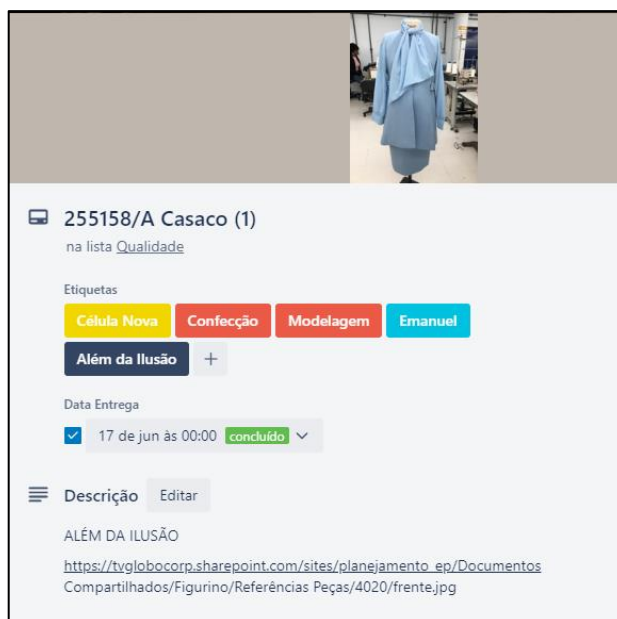 255158/A Casaco (1)
na lista Qualidade
Etiquetas
Célula Nova Confecção Modelagem Emanuel
Além da Ilusão +
Data Entrega
17 de jun às 00:00 concluído
Descrição Editar
ALÉM DA ILUSÃO
https://tvglobocorp.sharepoint.com/sites/planejamento_ep/Documentos
Compartilhados/Figurino/Referências Peças/4020/frente.jpg